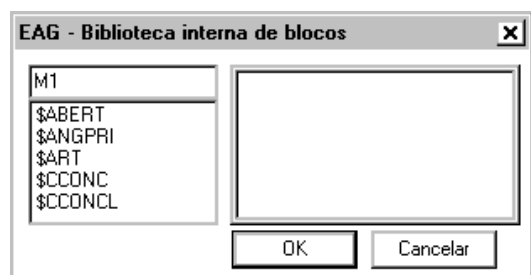 EAG - Biblioteca interna de blocos
M1
$ABERT
$ANGPRI
$ART
$CCONC
$CCONCL
OK
Cancelar